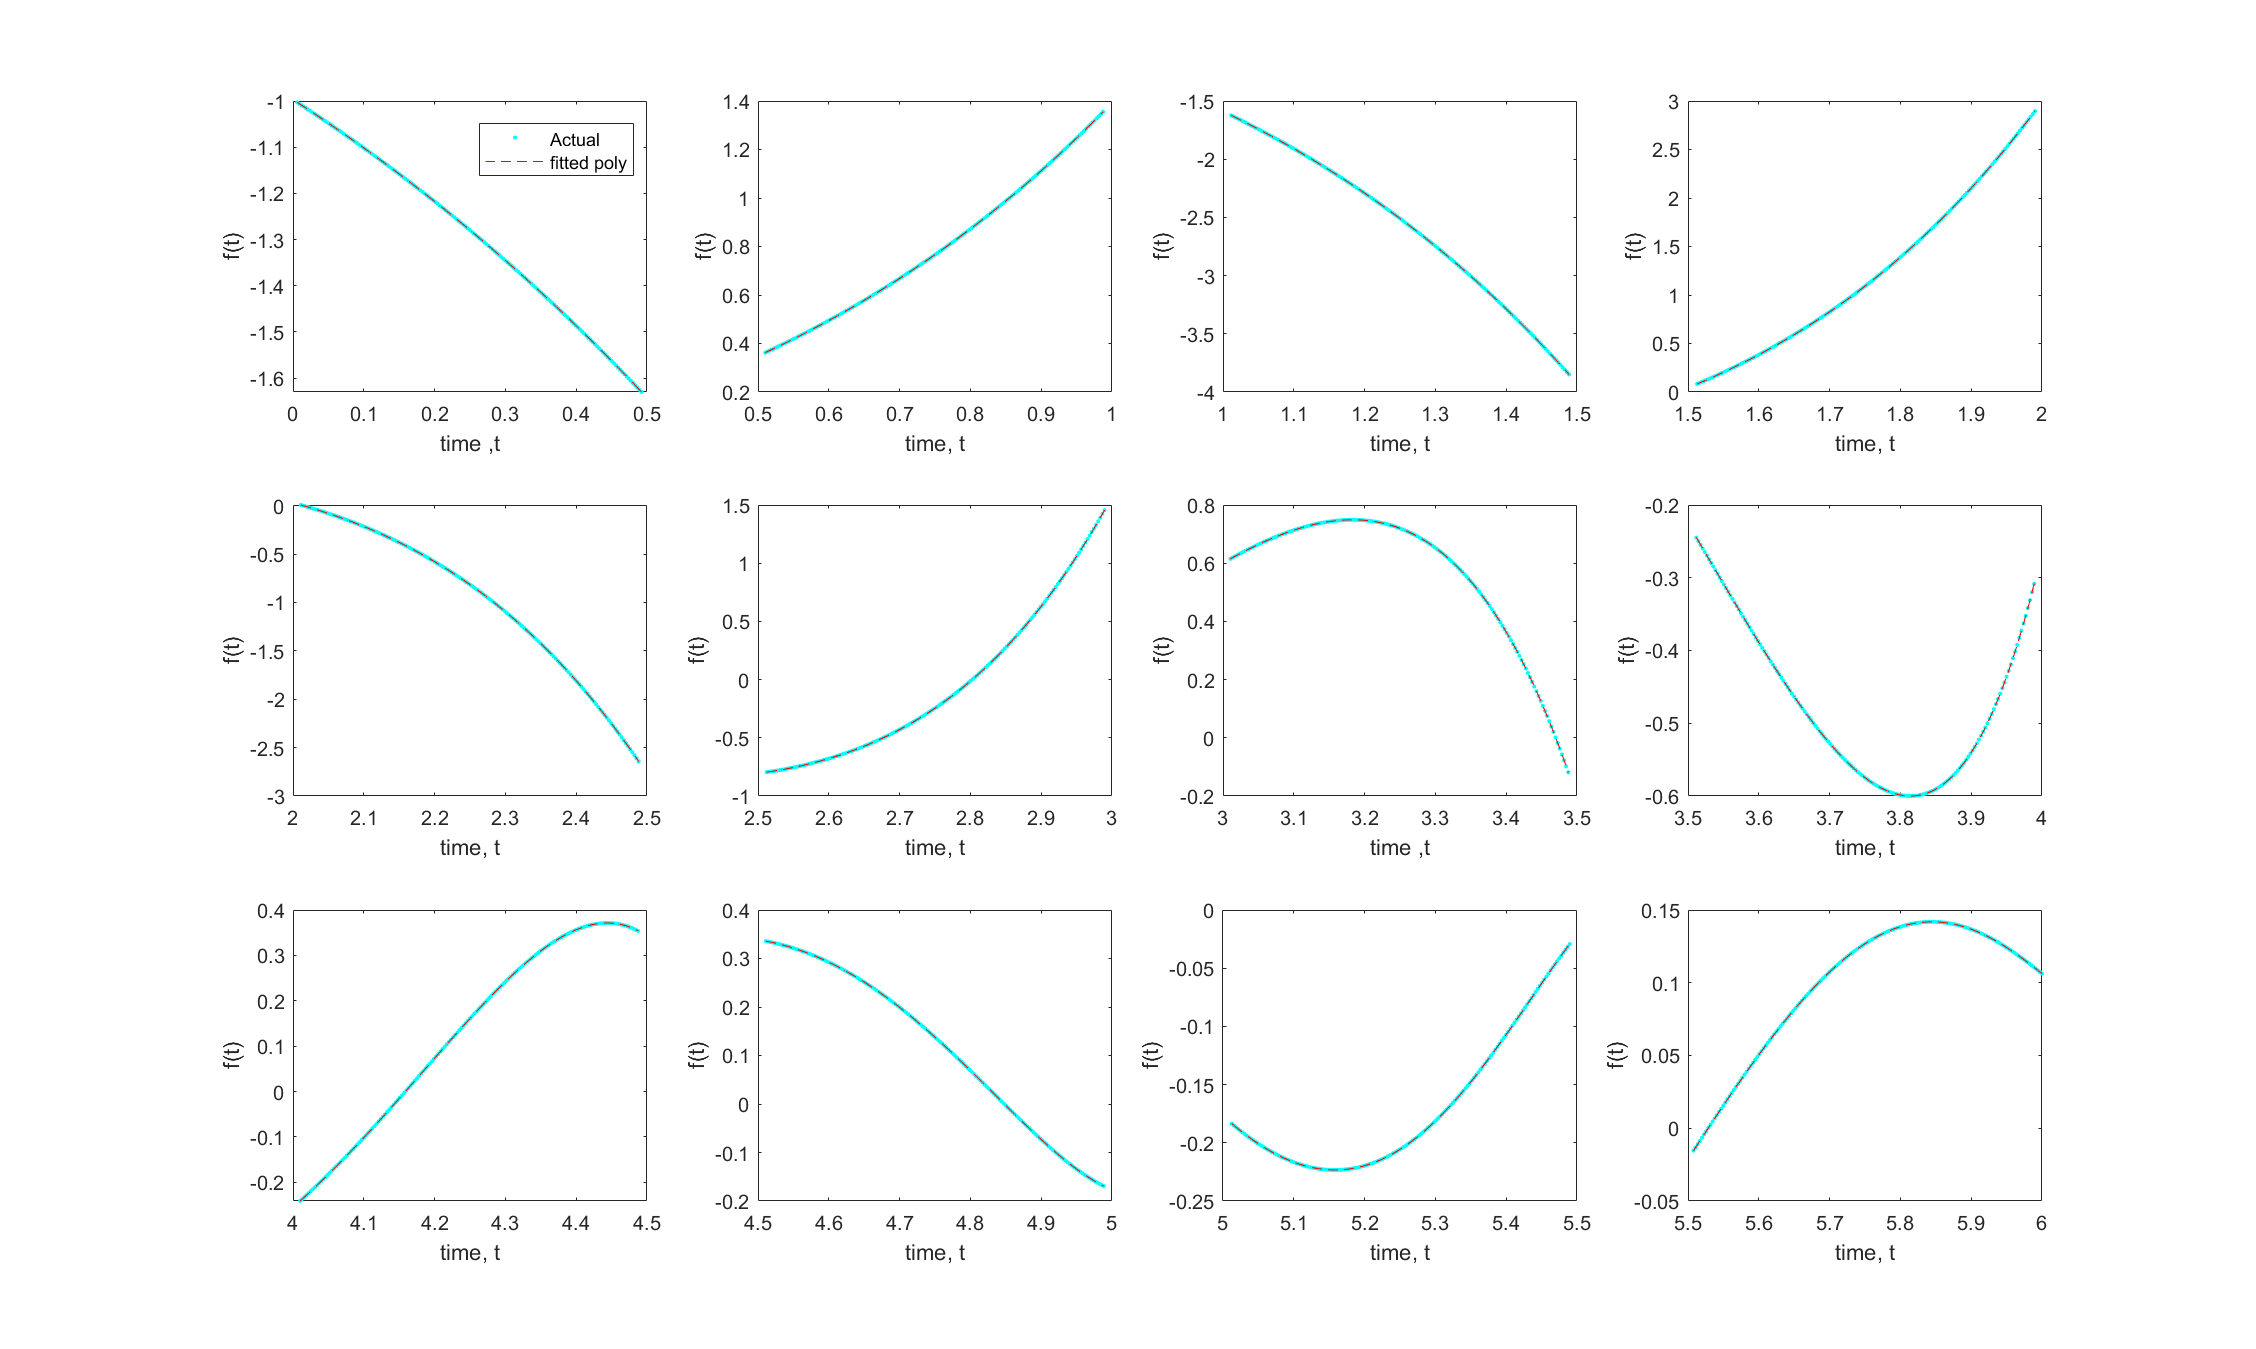 -1
-1.1
-1.2
-1.3
-1.4
-1.5
-1.6
f(t)
0 0.1 0.2 0.3 0.4 0.5
time ,t
Actual
fitted poly
1.4
1.2
1
0.8
0.6
0.4
0.2
f(t)
0.5 0.6 0.7 0.8 0.9 1
time, t
-1.5
-2
-2.5
-3
-3.5
-4
f(t)
1 1.1 1.2 1.3 1.4 1.5
time, t
3
2.5
2
1.5
1
0.5
0
f(t)
1.5 1.6 1.7 1.8 1.9 2
time, t
0
-0.5
-1
-1.5
-2
-2.5
-3
f(t)
2 2.1 2.2 2.3 2.4 2.5
time, t
1.5
1
0.5
0
-0.5
-1
f(t)
2.5 2.6 2.7 2.8 2.9 3
time, t
0.8
0.6
0.4
0.2
0
-0.2
f(t)
3 3.1 3.2 3.3 3.4 3.5
time ,t
-0.2
-0.3
-0.4
-0.5
-0.6
f(t)
3.5 3.6 3.7 3.8 3.9 4
time, t
0.4
0.3
0.2
0.1
0
-0.1
-0.2
f(t)
4 4.1 4.2 4.3 4.4 4.5
time, t
0.4
0.3
0.2
0.1
0
-0.1
-0.2
f(t)
4.5 4.6 4.7 4.8 4.9 5
time, t
0
-0.05
-0.1
-0.15
-0.2
-0.25
f(t)
5 5.1 5.2 5.3 5.4 5.5
time, t
0.15
0.1
0.05
0
-0.05
f(t)
5.5 5.6 5.7 5.8 5.9 6
time, t